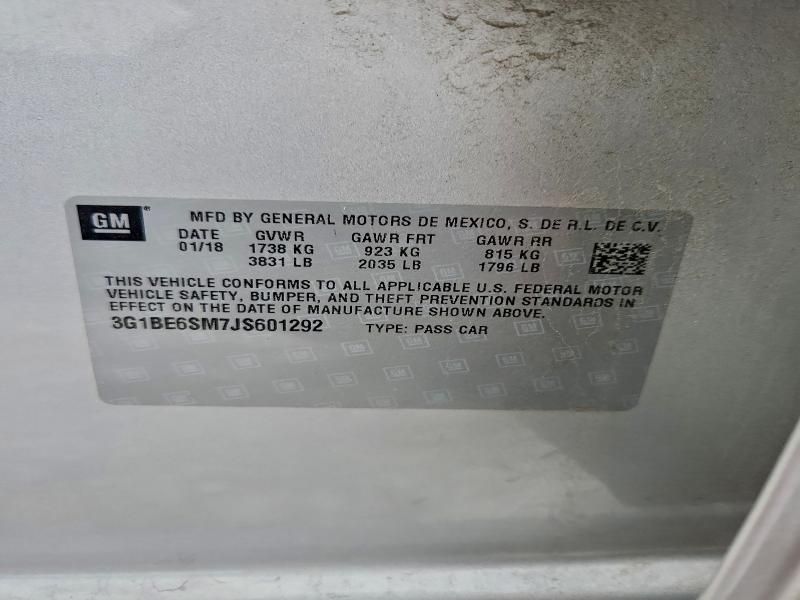 GM® MFD BY GENERAL MOTORS DE MEXICO, S. DE R.L. DE C.V.
DATE GVWR GAWR FRT GAWR RR
01/18 1738 KG 923 KG 815 KG
3831 LB 2035 LB 1796 LB
THIS VEHICLE CONFORMS TO ALL APPLICABLE U.S. FEDERAL MOTOR
VEHICLE SAFETY, BUMPER, AND THEFT PREVENTION STANDARDS IN
EFFECT ON THE DATE OF MANUFACTURE SHOWN ABOVE.
3G1BE6SM7JS601292 TYPE: PASS CAR